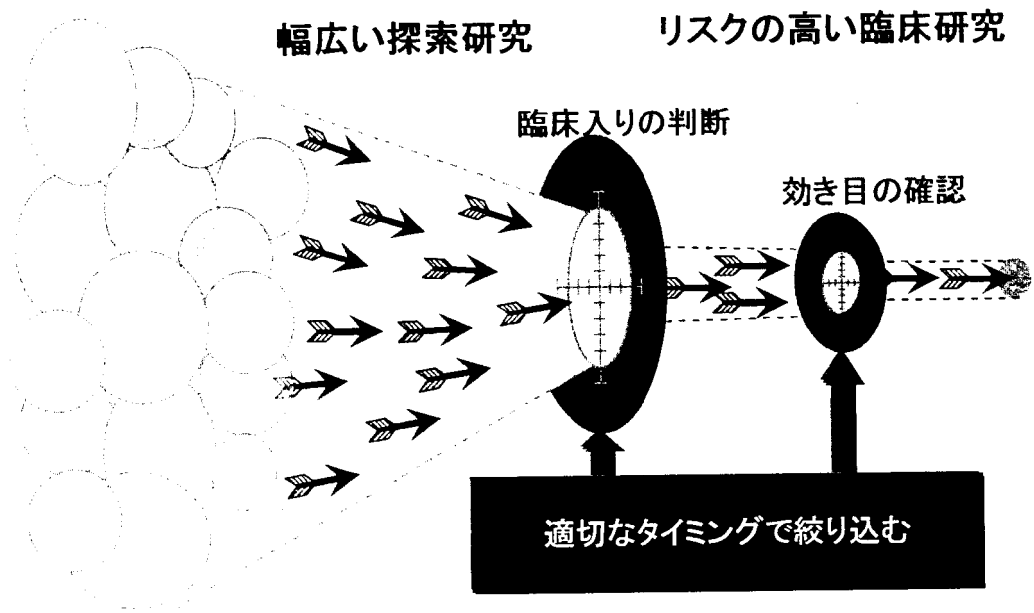 幅広い探索研究
リスクの高い臨床研究
臨床入りの判断
効き目の確認
適切なタイミングで絞り込む